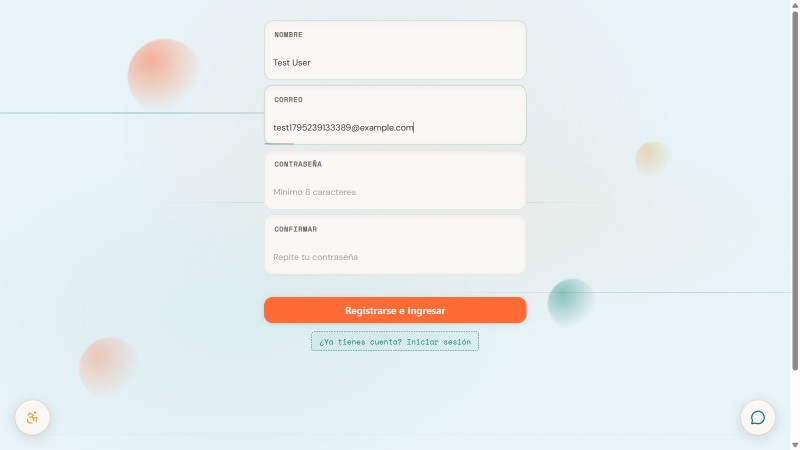 NOMBRE
Test User
CORREO
test1795239133389@example.com
CONTRASEÑA
Mínimo 8 caracteres
CONFIRMAR
Repite tu contraseña
Registrarse e Ingresar
¿Ya tienes cuenta? Iniciar sesión